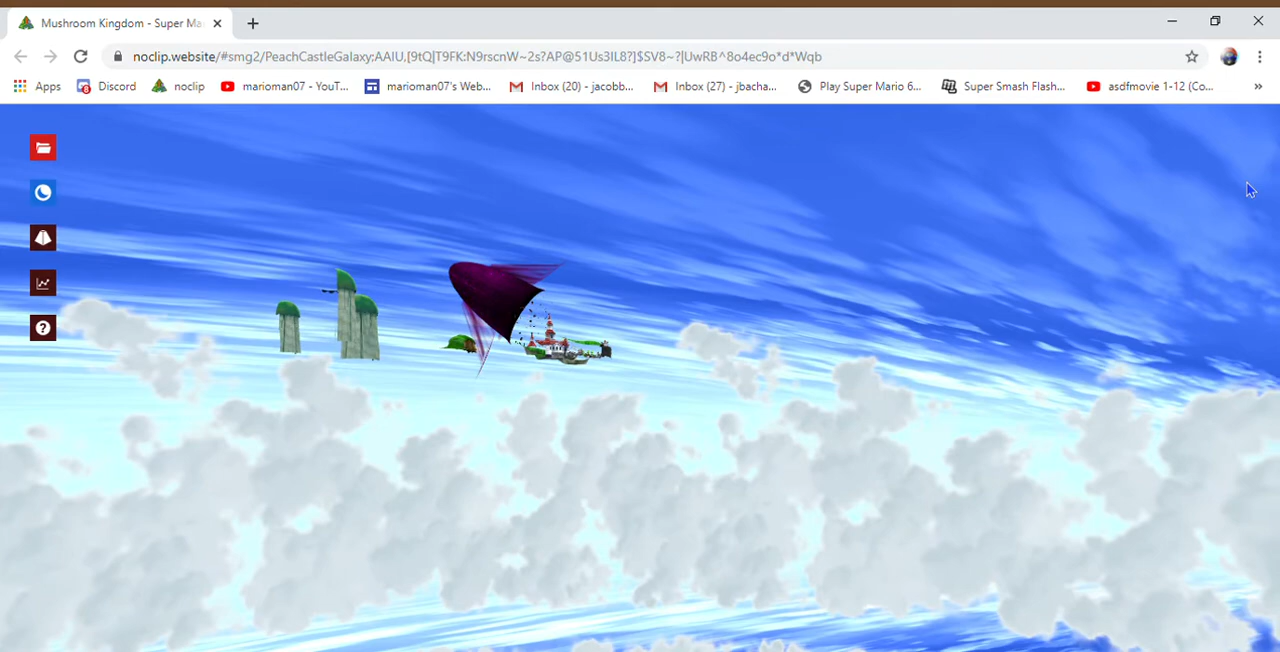 Mushroom Kingdom - Super Ma
noclip.website/#smg2/PeachCastleGalaxy;AAIU,[9tQ|T9FK:N9rscnW~2s?AP@51Us3IL8?]$SV8~?|UwRB^8o4ec9o*d*Wqb
Apps Discord noclip marioman07 - YouT... marioman07's Web... Inbox (20) - jacobb... Inbox (27) - jbacha... Play Super Mario 6... Super Smash Flash... asdfmovie 1-12 (Co... »